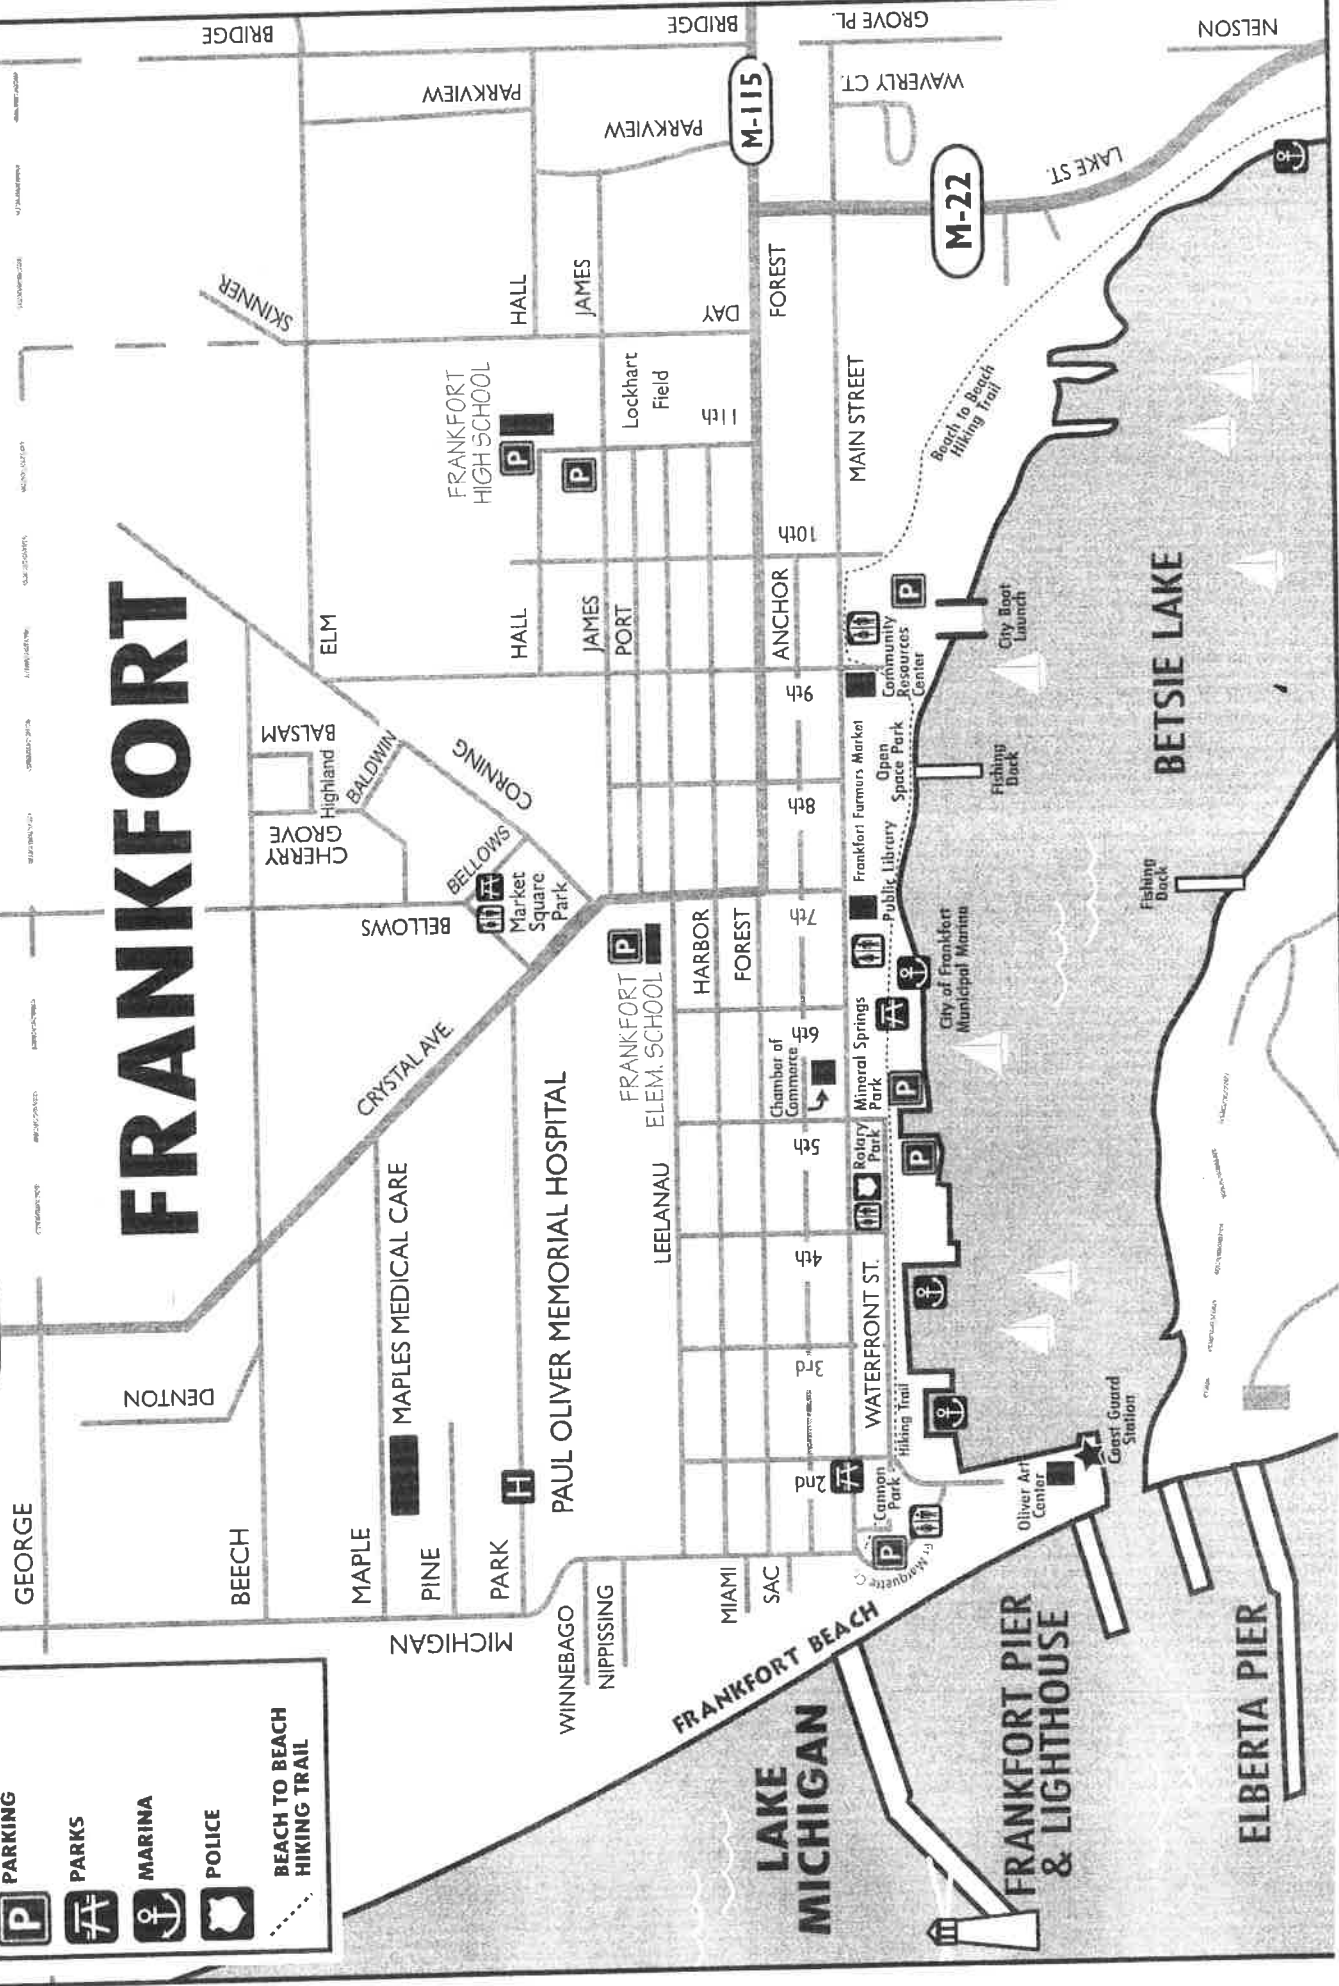 FRANKFORT
PARKING
PARKS
MARINA
POLICE
BEACH TO BEACH
HIKING TRAIL
GEORGE
DENTON
BEECH
MAPLE
PINE
PARK
MICHIGAN
WINNEBAGO
NIPPISSING
MIAMI
SAC
MAPLES MEDICAL CARE
H
PAUL OLIVER MEMORIAL HOSPITAL
CRYSTAL AVE.
BELLOWS
BELLOWS
Market
Square
Park
CHERRY
GROVE
Highland
BALSAM
BALDWIN
CORNING
ELM
SKINNER
BRIDGE
BRIDGE
PARKVIEW
PARKVIEW
HALL
JAMES
DAY
HALL
JAMES
PORT
FRANKFORT
HIGH SCHOOL
P
P
Lockhart
Field
11th
10th
9th
8th
7th
6th
5th
4th
3rd
2nd
FRANKFORT
ELEM. SCHOOL
P
LEELANAU
HARBOR
FOREST
ANCHOR
FOREST
MAIN STREET
M-115
M-22
GROVE PL.
WAVERLY CT.
NELSON
LAKE ST.
Beach to Beach
Hiking Trail
P
Community
Resources
Center
City Boat
Launch
Frankfort Furmurs Market
Open
Space Park
Fishing
Dock
Public Library
City of Frankfort
Municipal Marina
Fishing
Dock
Chamber of
Commerce
Mineral Springs
Park
P
Rotary
Park
P
WATERFRONT ST.
Hiking Trail
Cannon
Park
P
Oliver Art
Center
Coast Guard
Station
BETSIE LAKE
FRANKFORT BEACH
LAKE
MICHIGAN
FRANKFORT PIER
& LIGHTHOUSE
ELBERTA PIER
P